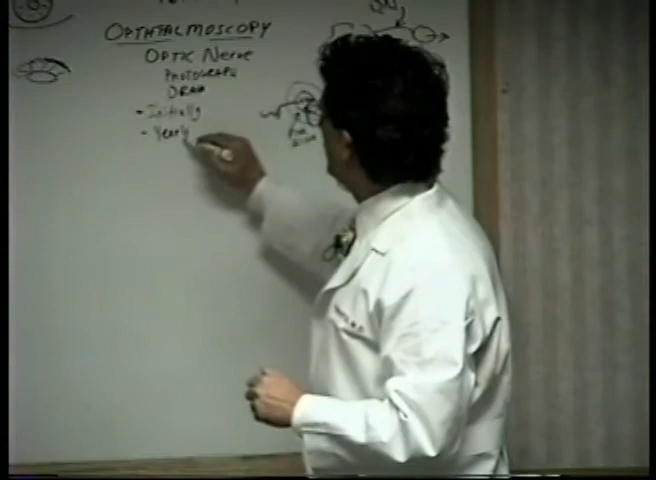 OPHTHALMOSCOPY
OPTIC NERVE
PHOTOGRAPH
DRAW
- Initially
- Yearly